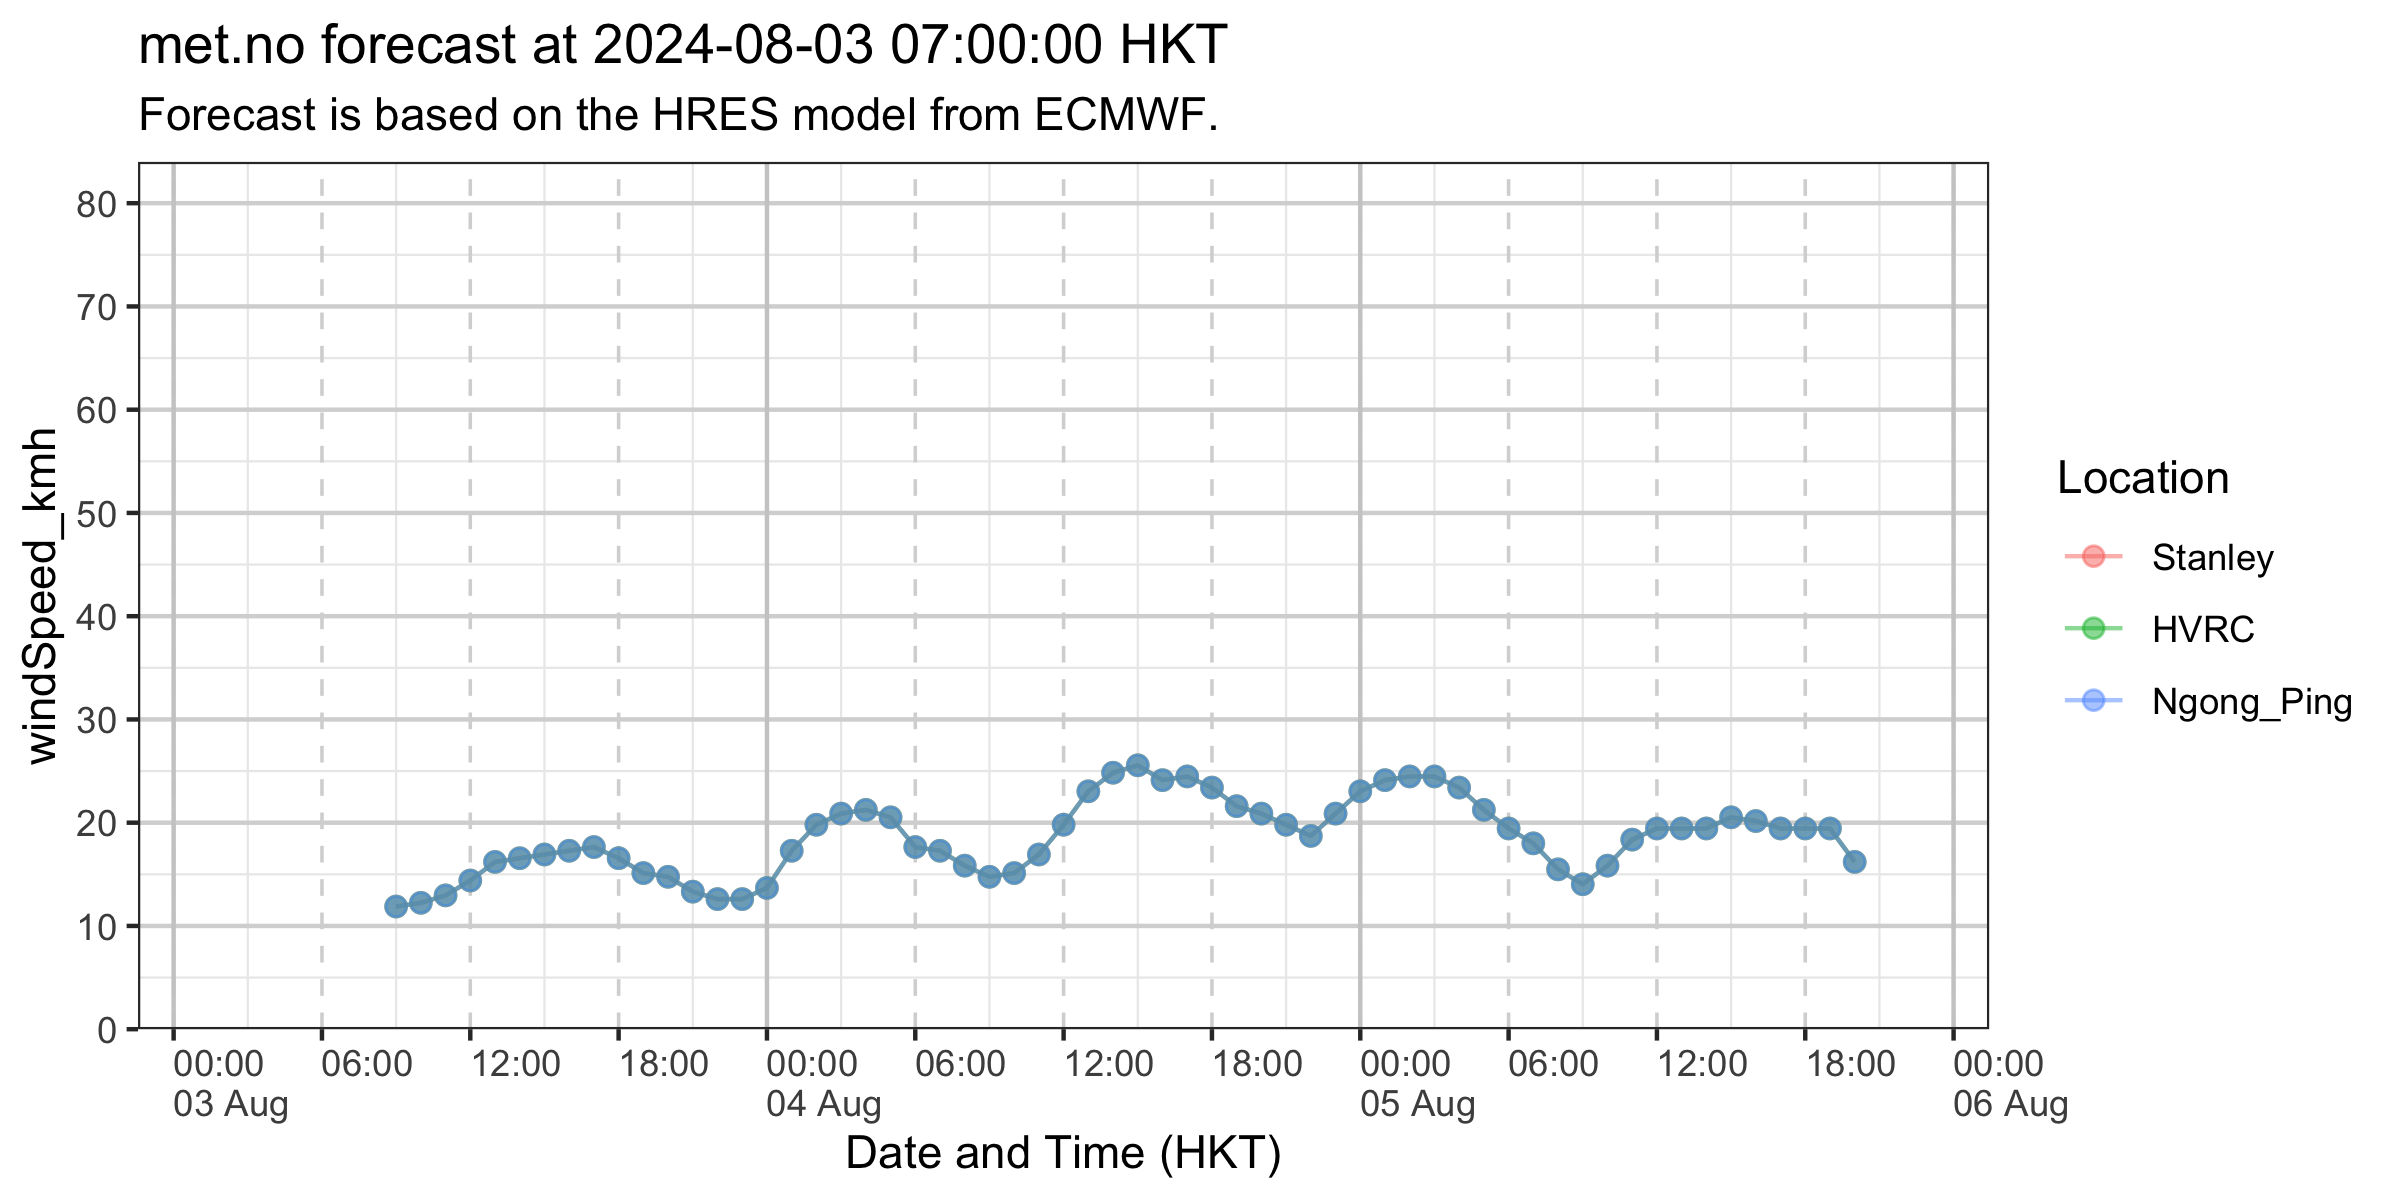 met.no forecast at 2024-08-03 07:00:00 HKT
Forecast is based on the HRES model from ECMWF.
windSpeed_kmh
80
70
60
50
40
30
20
10
0
00:00 06:00 12:00 18:00 00:00 06:00 12:00 18:00 00:00 06:00 12:00 18:00 00:00
03 Aug 04 Aug 05 Aug 06 Aug
Date and Time (HKT)
Location
Stanley
HVRC
Ngong_Ping